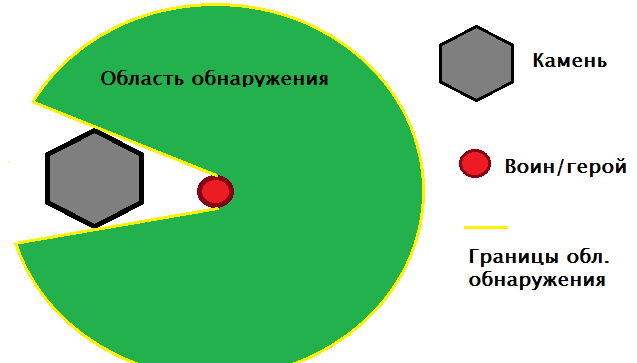 Область обнаружения
Камень
Воин/герой
Границы обл.
обнаружения